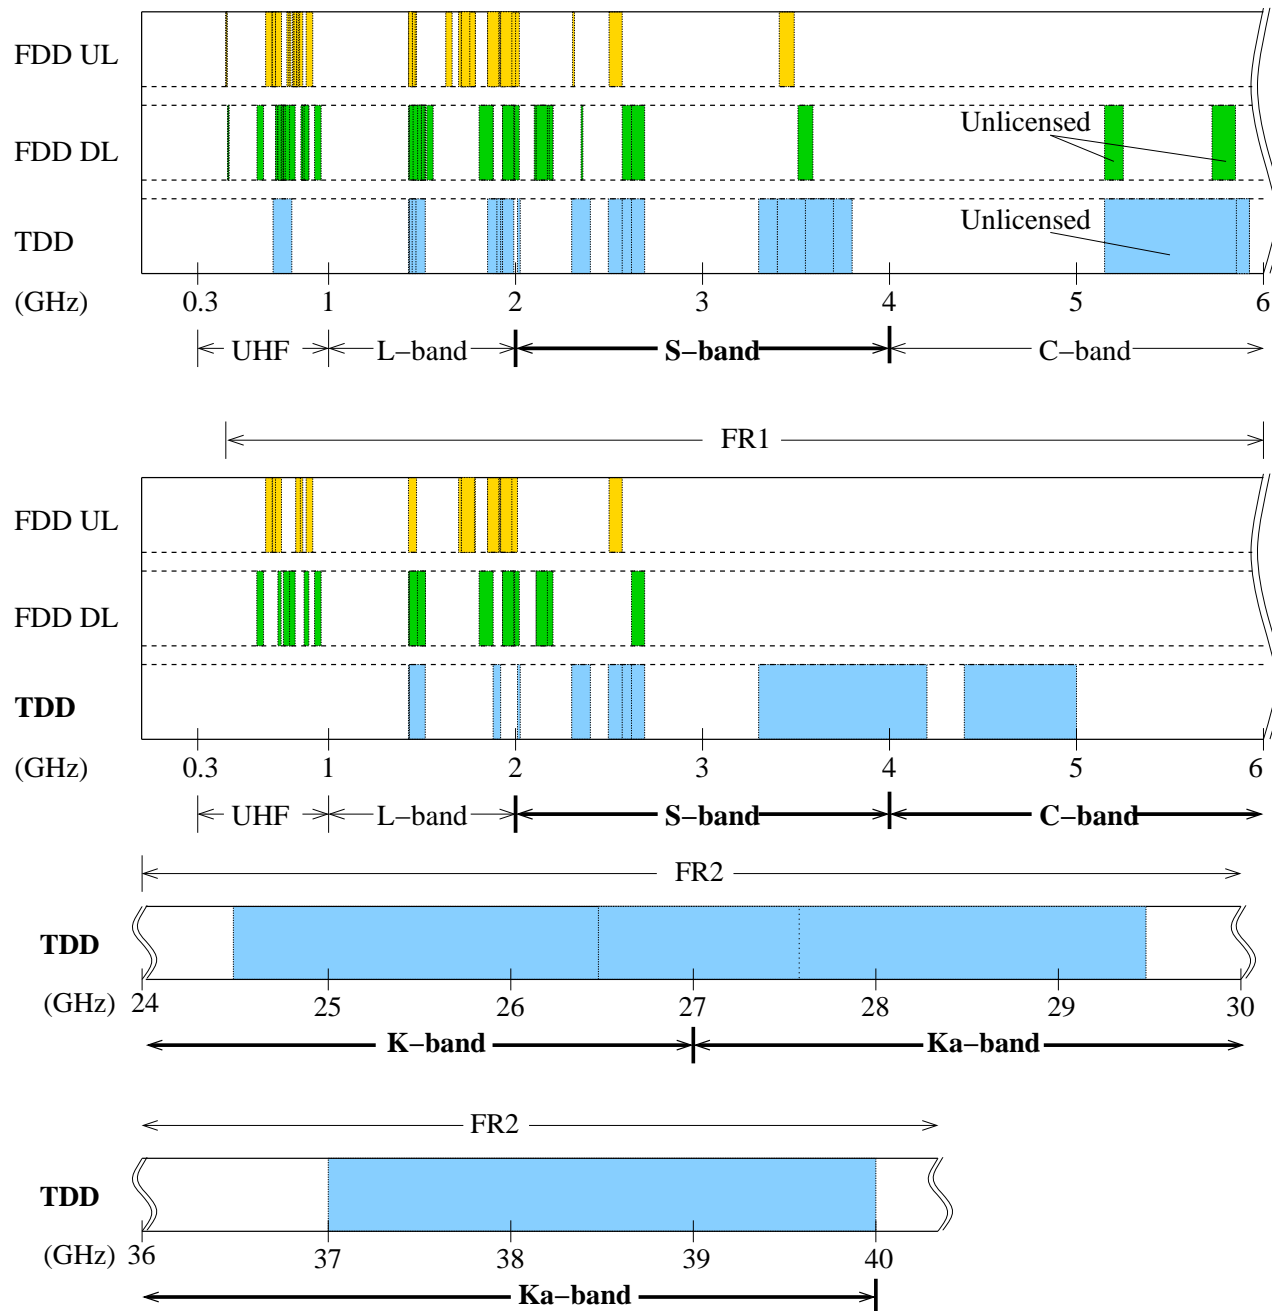 FDD UL
FDD DL
Unlicensed
TDD
Unlicensed
(GHz) 0.3 1 2 3 4 5 6
UHF L-band S-band C-band
FR1
FDD UL
FDD DL
TDD
(GHz) 0.3 1 2 3 4 5 6
UHF L-band S-band C-band
FR2
TDD
(GHz) 24 25 26 27 28 29 30
K-band Ka-band
FR2
TDD
(GHz) 36 37 38 39 40
Ka-band